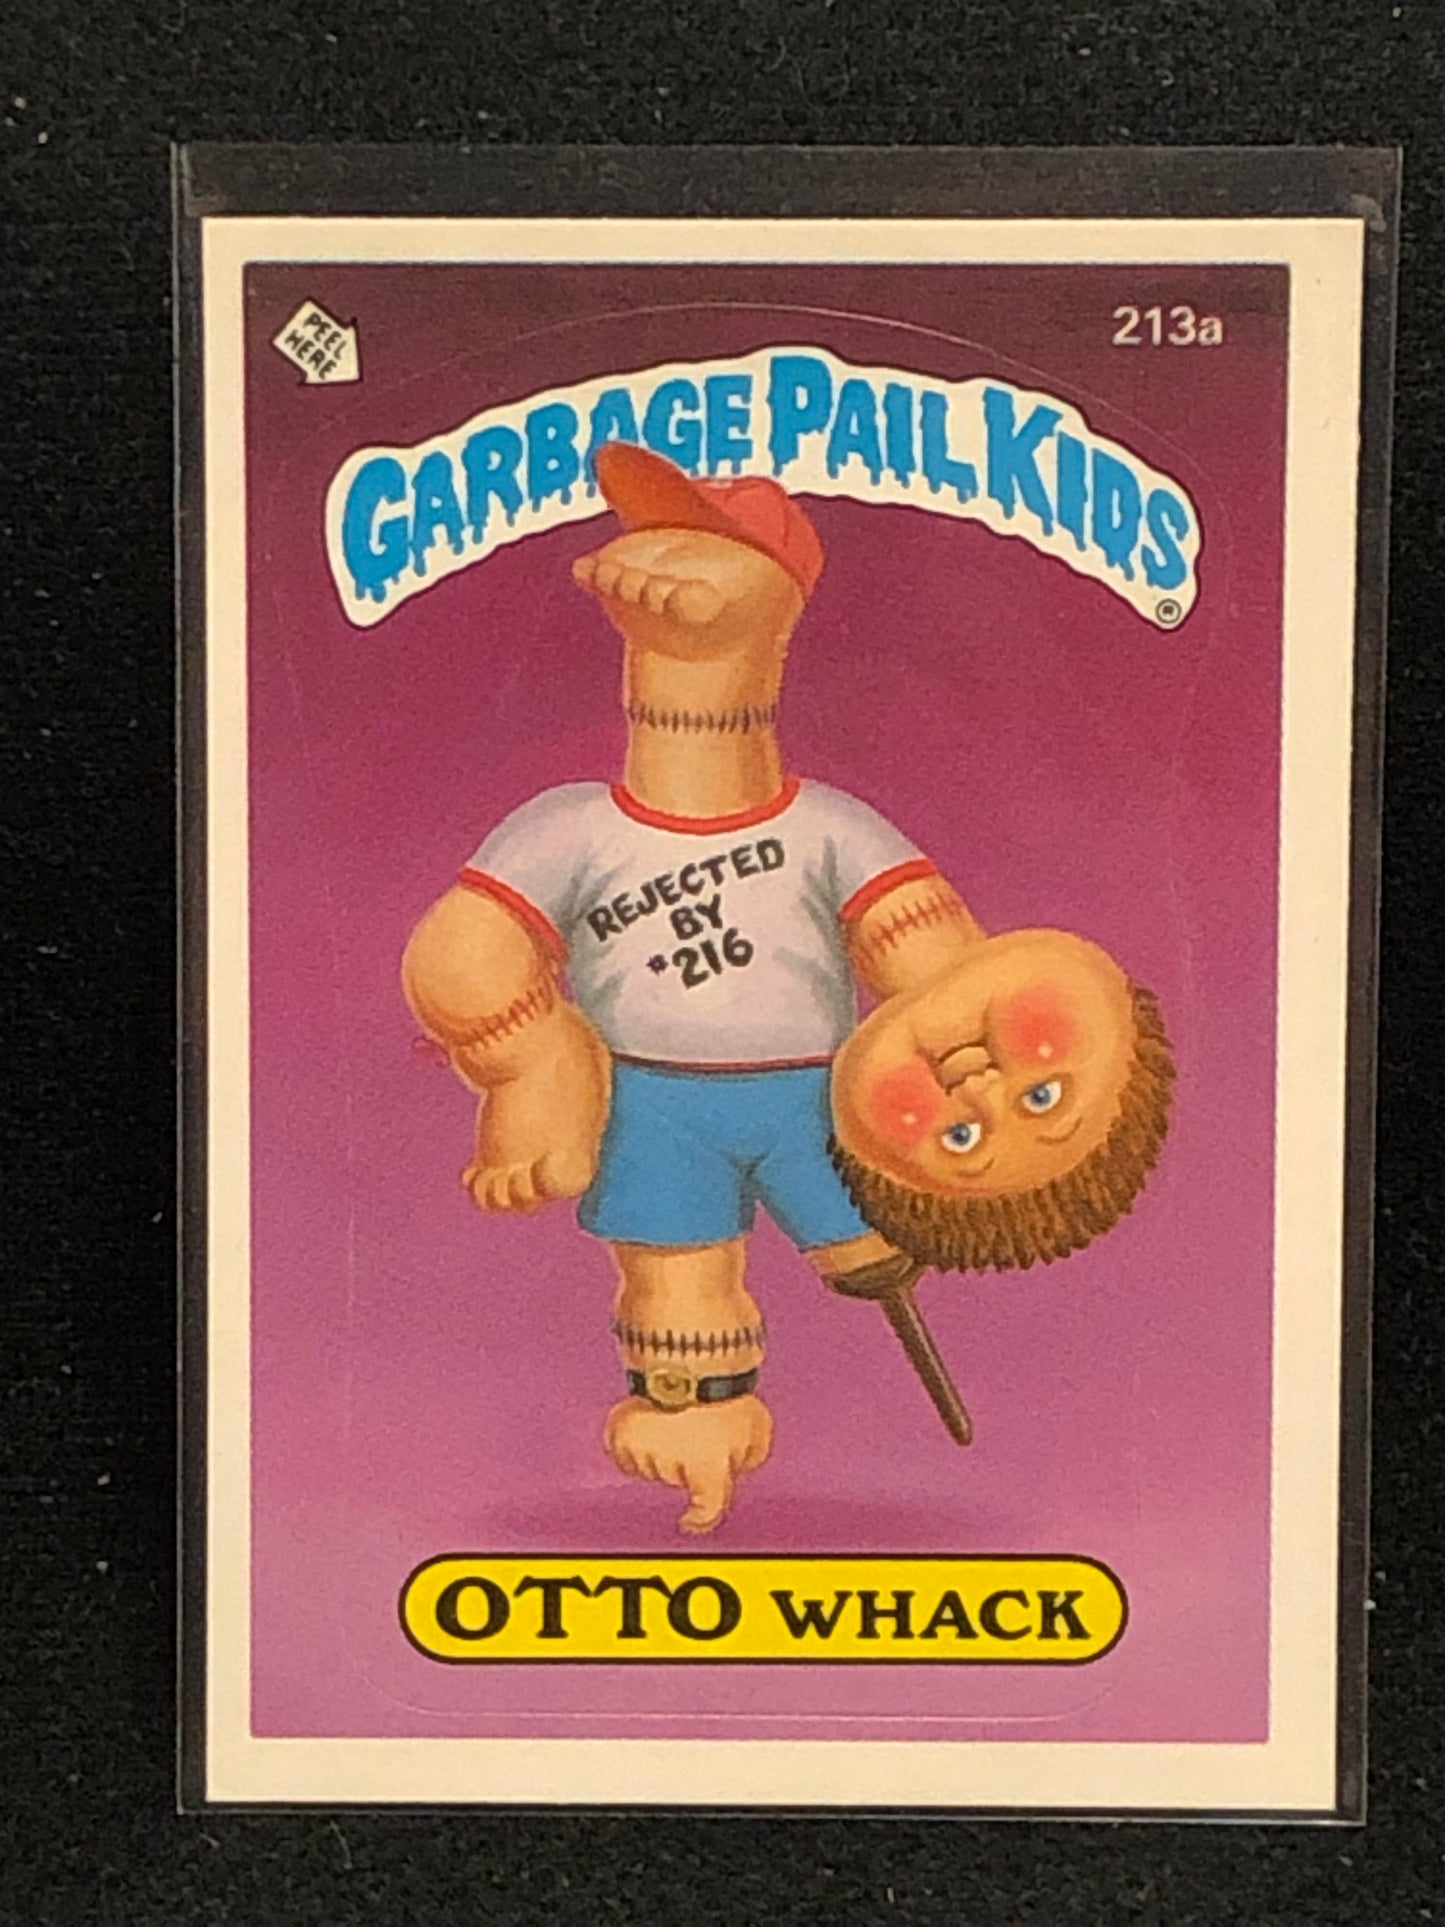 PEEL
HERE
213a
GARBAGE PAIL KIDS
®
REJECTED
BY
#216
OTTO WHACK